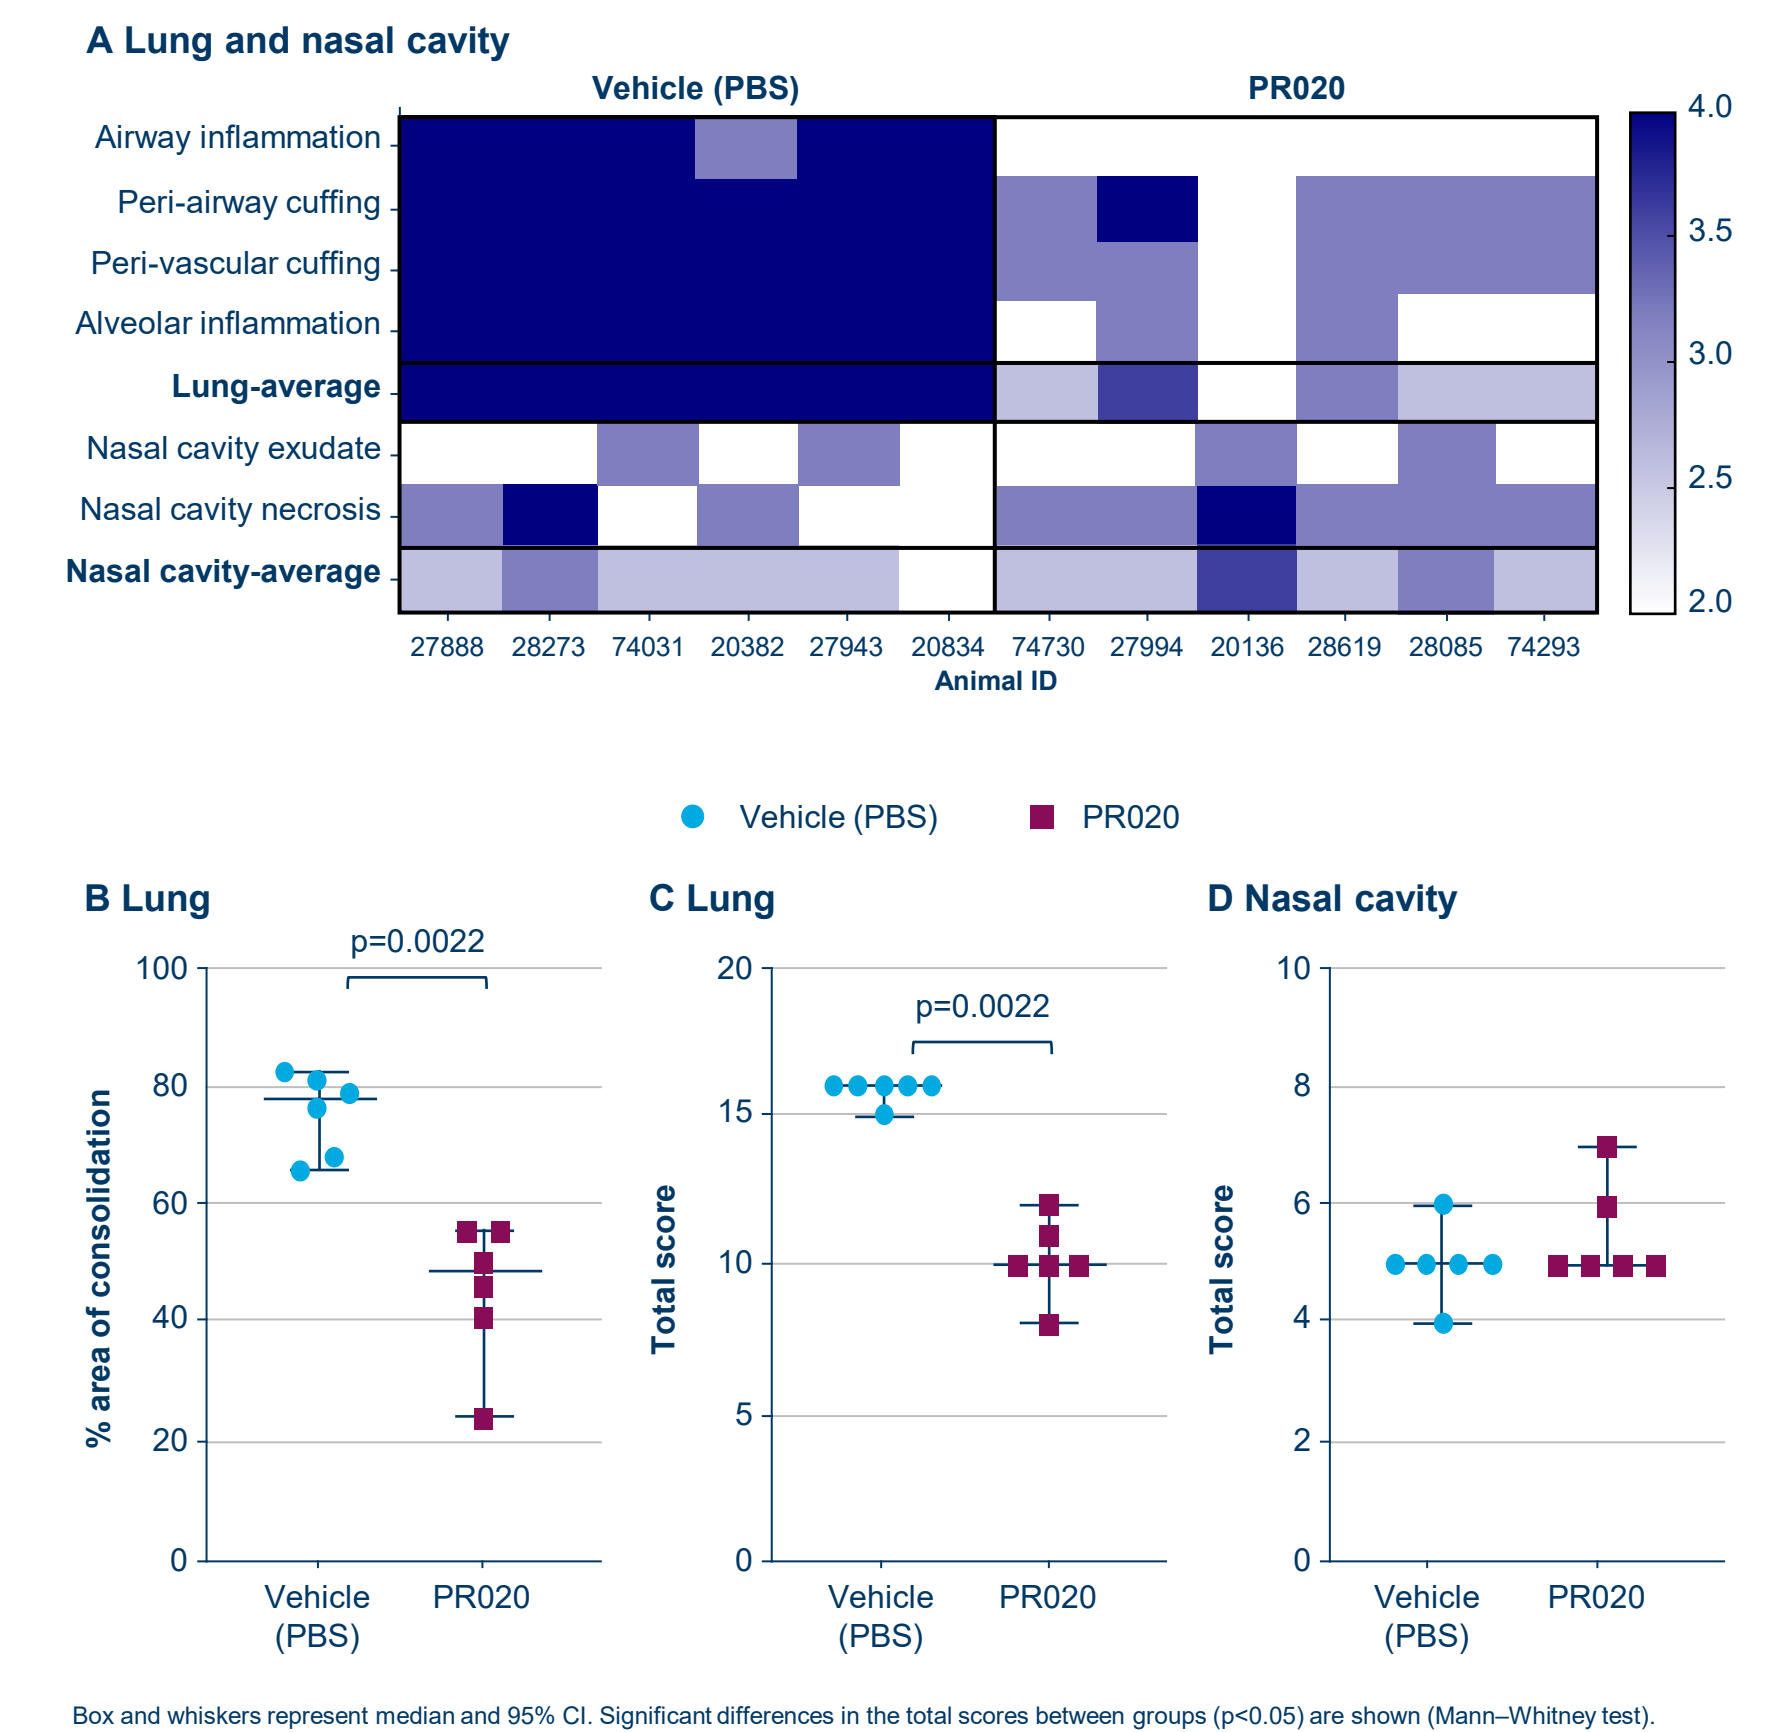 A Lung and nasal cavity
Vehicle (PBS)
PR020
Airway inflammation
Peri-airway cuffing
Peri-vascular cuffing
Alveolar inflammation
Lung-average
Nasal cavity exudate
Nasal cavity necrosis
Nasal cavity-average
4.0
3.5
3.0
2.5
2.0
27888 28273 74031 20382 27943 20834 74730 27994 20136 28619 28085 74293
Animal ID
Vehicle (PBS)
PR020
B Lung
p=0.0022
% area of consolidation
100
80
60
40
20
0
Vehicle
(PBS)
PR020
C Lung
p=0.0022
Total score
20
15
10
5
0
Vehicle
(PBS)
PR020
D Nasal cavity
Total score
10
8
6
4
2
0
Vehicle
(PBS)
PR020
Box and whiskers represent median and 95% CI. Significant differences in the total scores between groups (p<0.05) are shown (Mann–Whitney test).